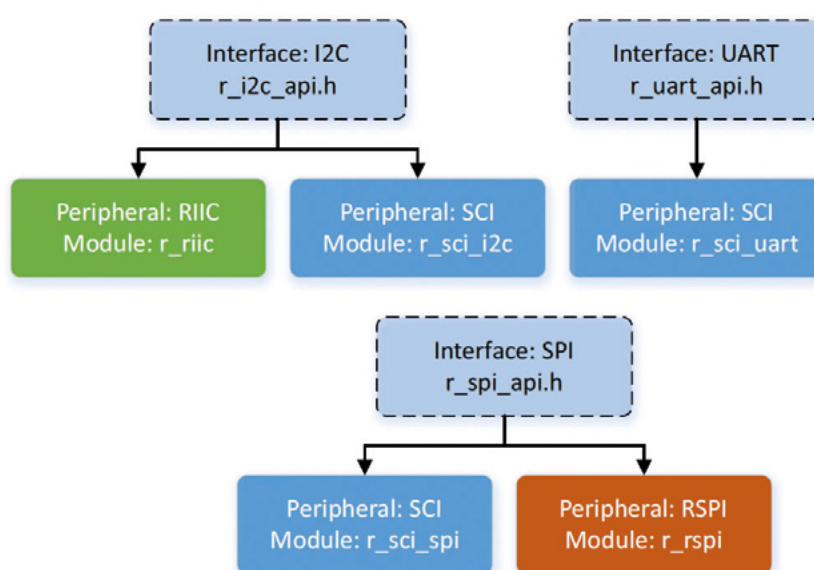 Interface: I2C
r_i2c_api.h
Interface: UART
r_uart_api.h
Peripheral: RIIC
Module: r_riic
Peripheral: SCI
Module: r_sci_i2c
Peripheral: SCI
Module: r_sci_uart
Interface: SPI
r_spi_api.h
Peripheral: SCI
Module: r_sci_spi
Peripheral: RSPI
Module: r_rspi